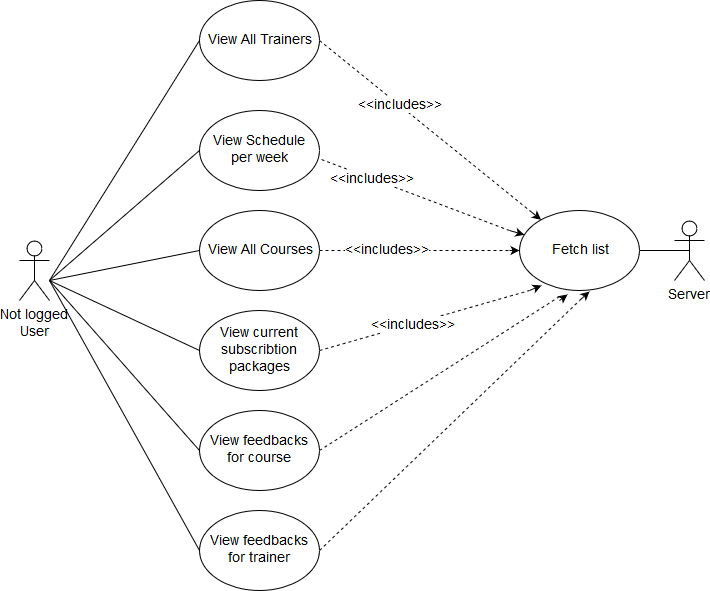 View All Trainers
<<includes>>
View Schedule
per week
<<includes>>
View All Courses
<<includes>>
Fetch list
Not logged
User
Server
View current
subscribtion
packages
<<includes>>
View feedbacks
for course
View feedbacks
for trainer